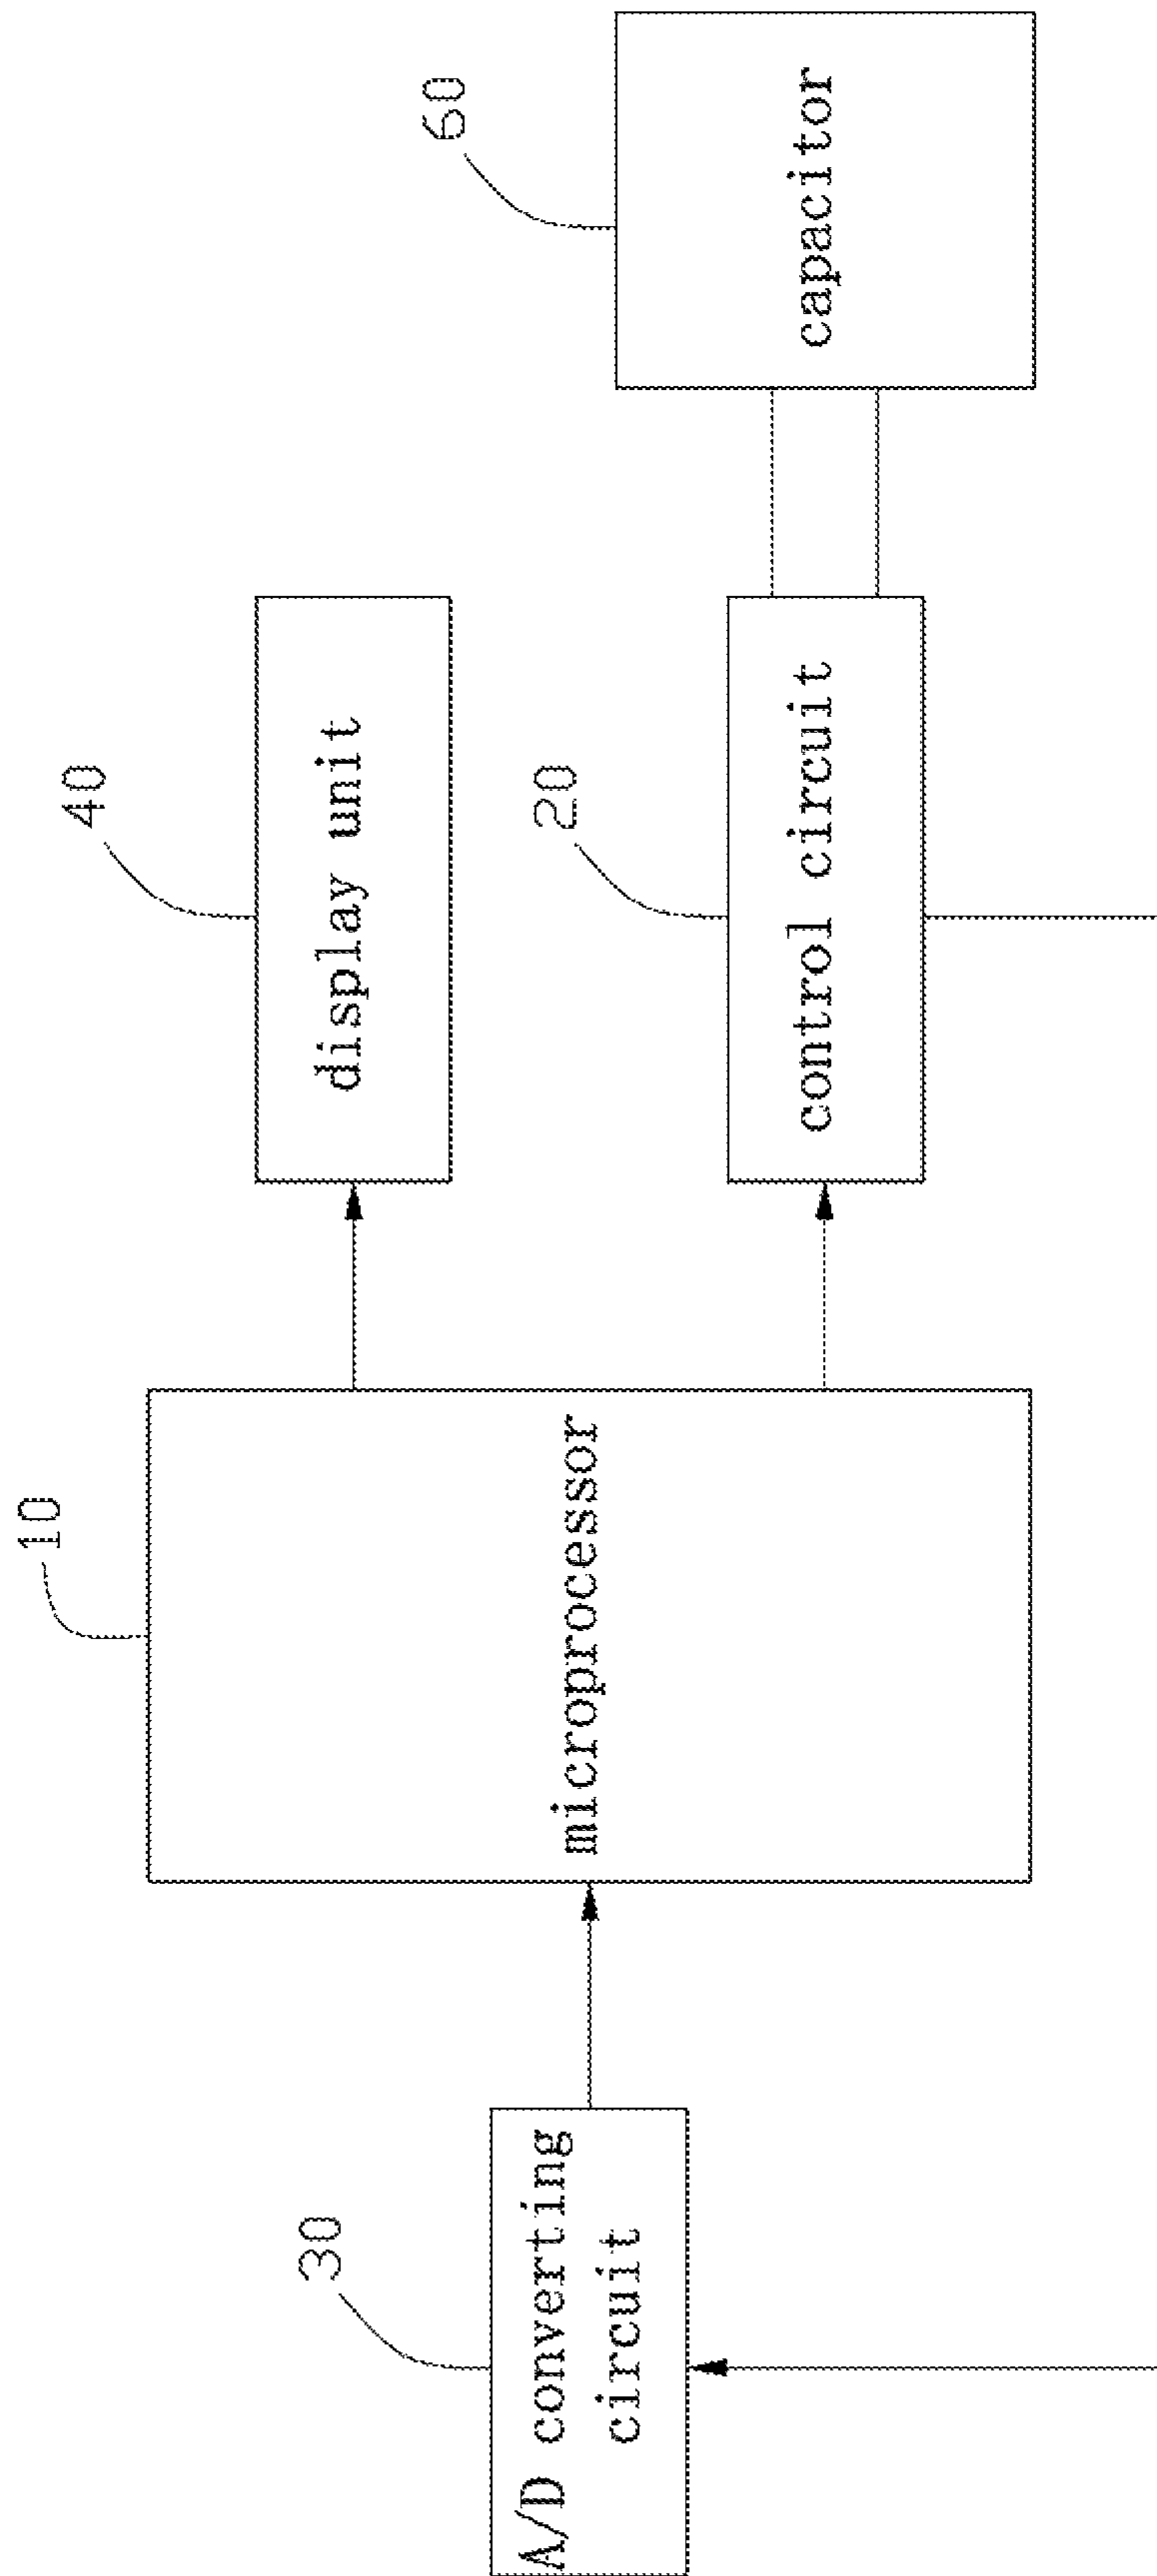 10
40
60
30
20
A/D converting
circuit
microprocessor
display unit
control circuit
capacitor